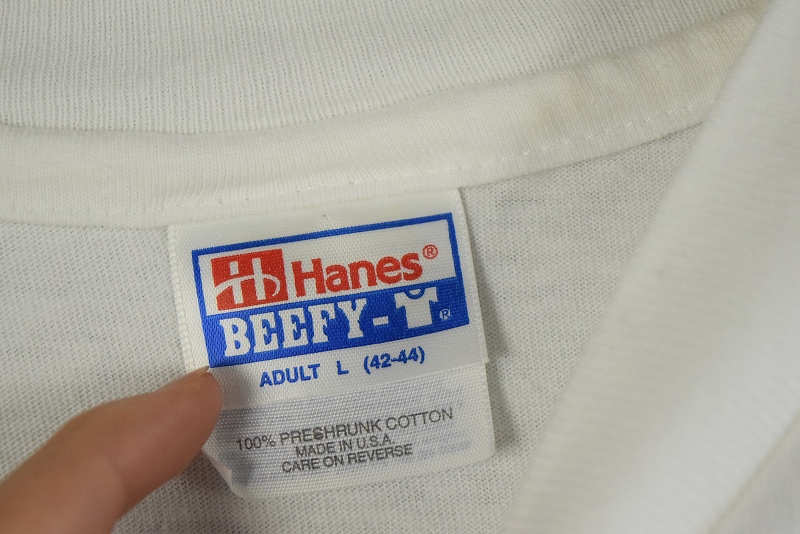 Hanes®
BEEFY-T®
ADULT L (42-44)
100% PRESHRUNK COTTON
MADE IN U.S.A.
CARE ON REVERSE